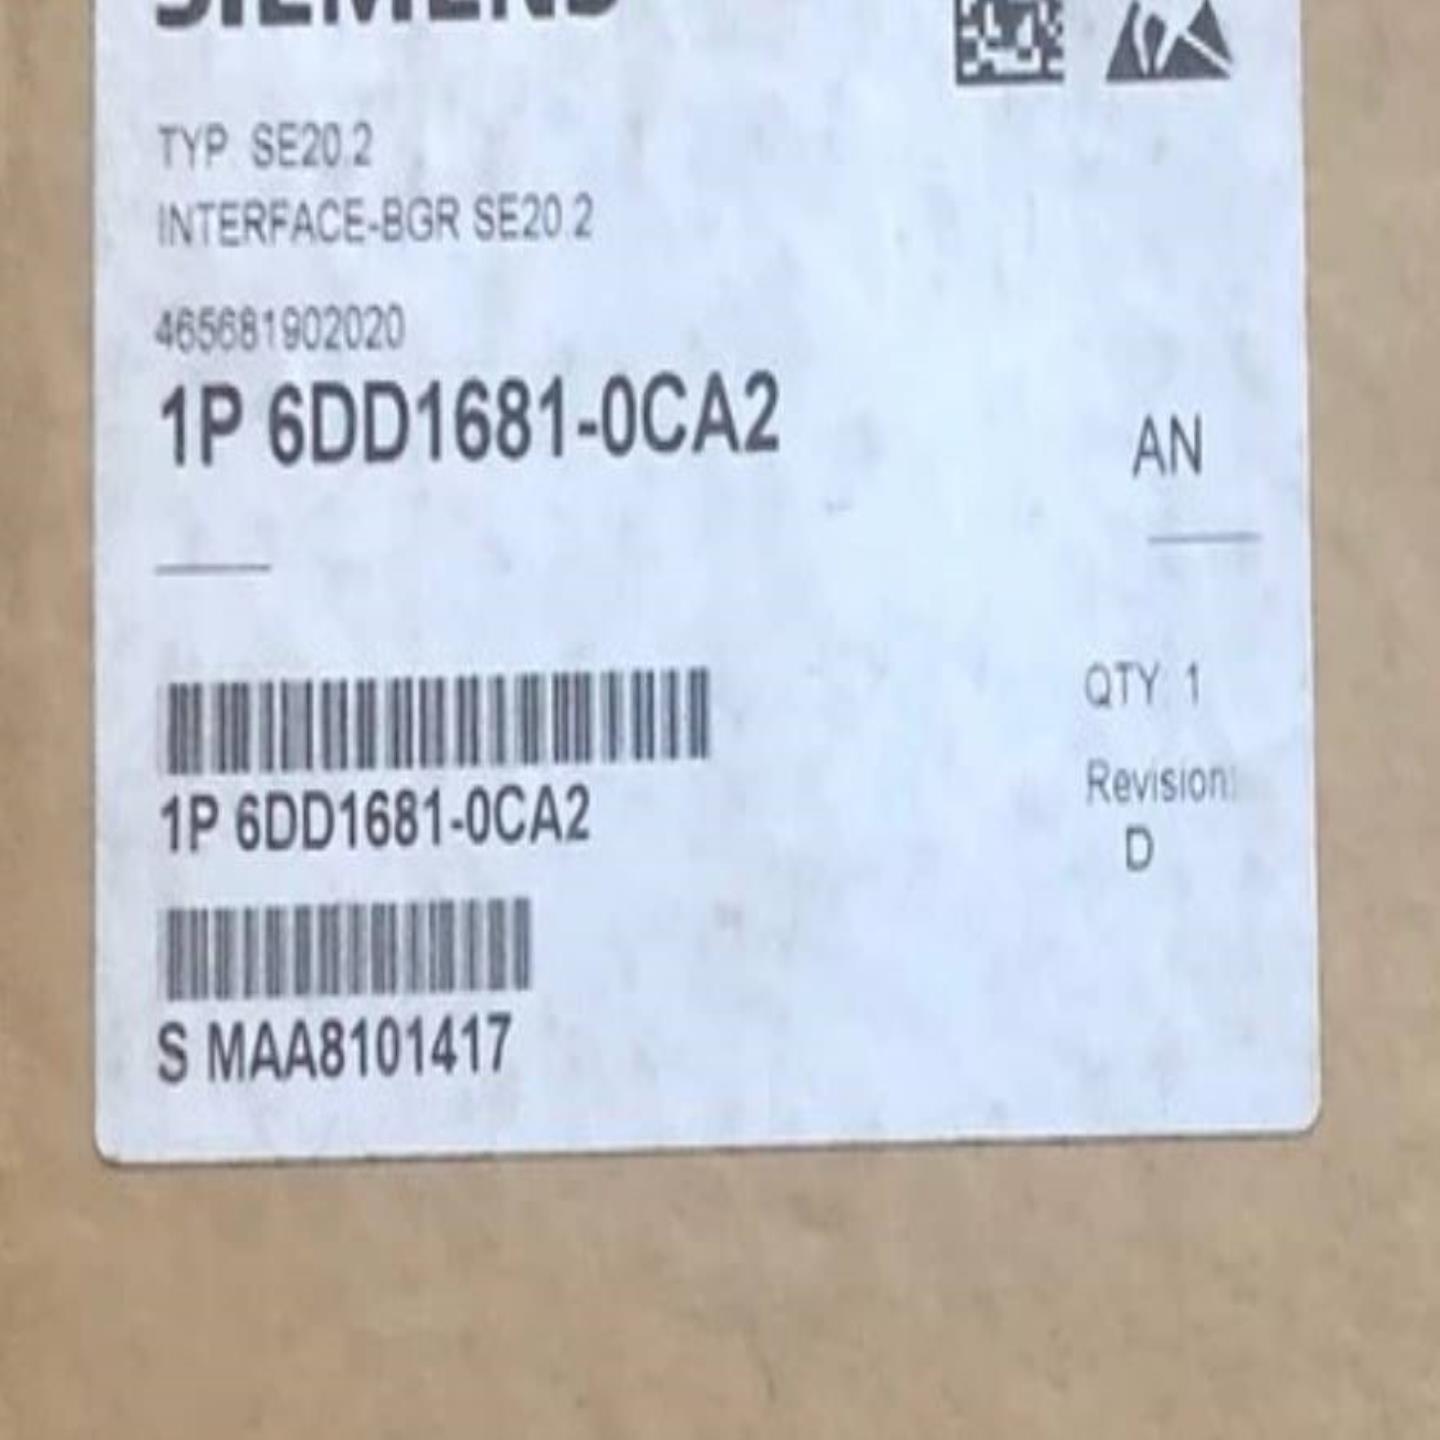 SIEMENS
TYP SE20.2
INTERFACE-BGR SE20.2
465681902020
1P 6DD1681-0CA2
AN
1P 6DD1681-0CA2
QTY: 1
Revision:
D
S MAA8101417